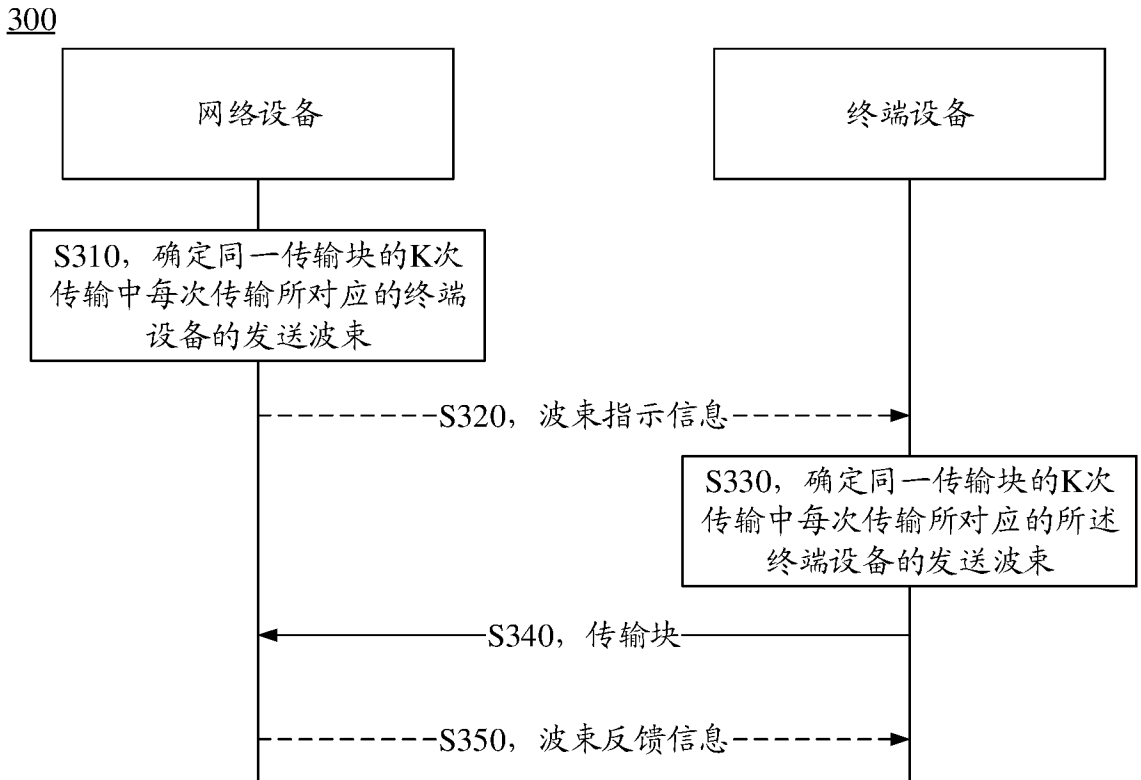 300
网络设备
终端设备
S310，确定同一传输块的K次
传输中每次传输所对应的终端
设备的发送波束
S320，波束指示信息
S330，确定同一传输块的K次
传输中每次传输所对应的所述
终端设备的发送波束
S340，传输块
S350，波束反馈信息